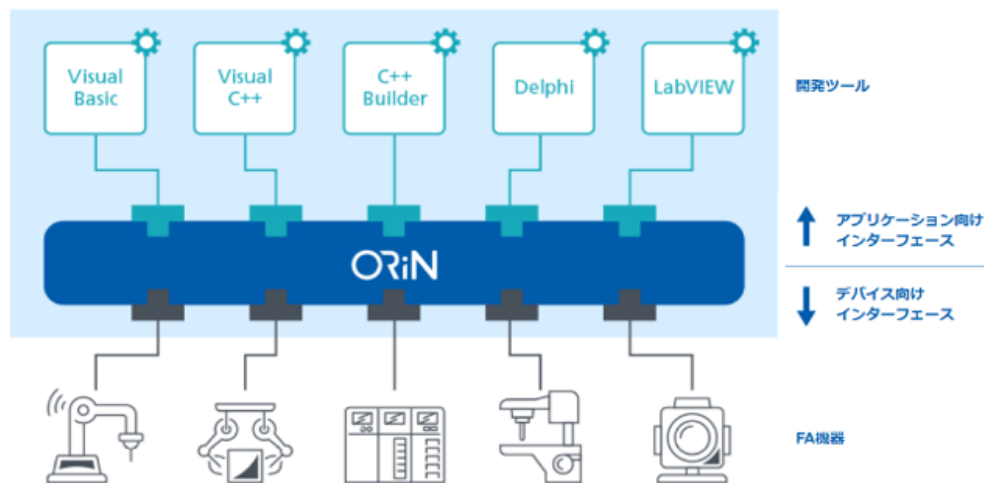 Visual
Basic
Visual
C++
C++
Builder
Delphi
LabVIEW
開発ツール
アプリケーション向け
インターフェース
ORiN
デバイス向け
インターフェース
FA機器